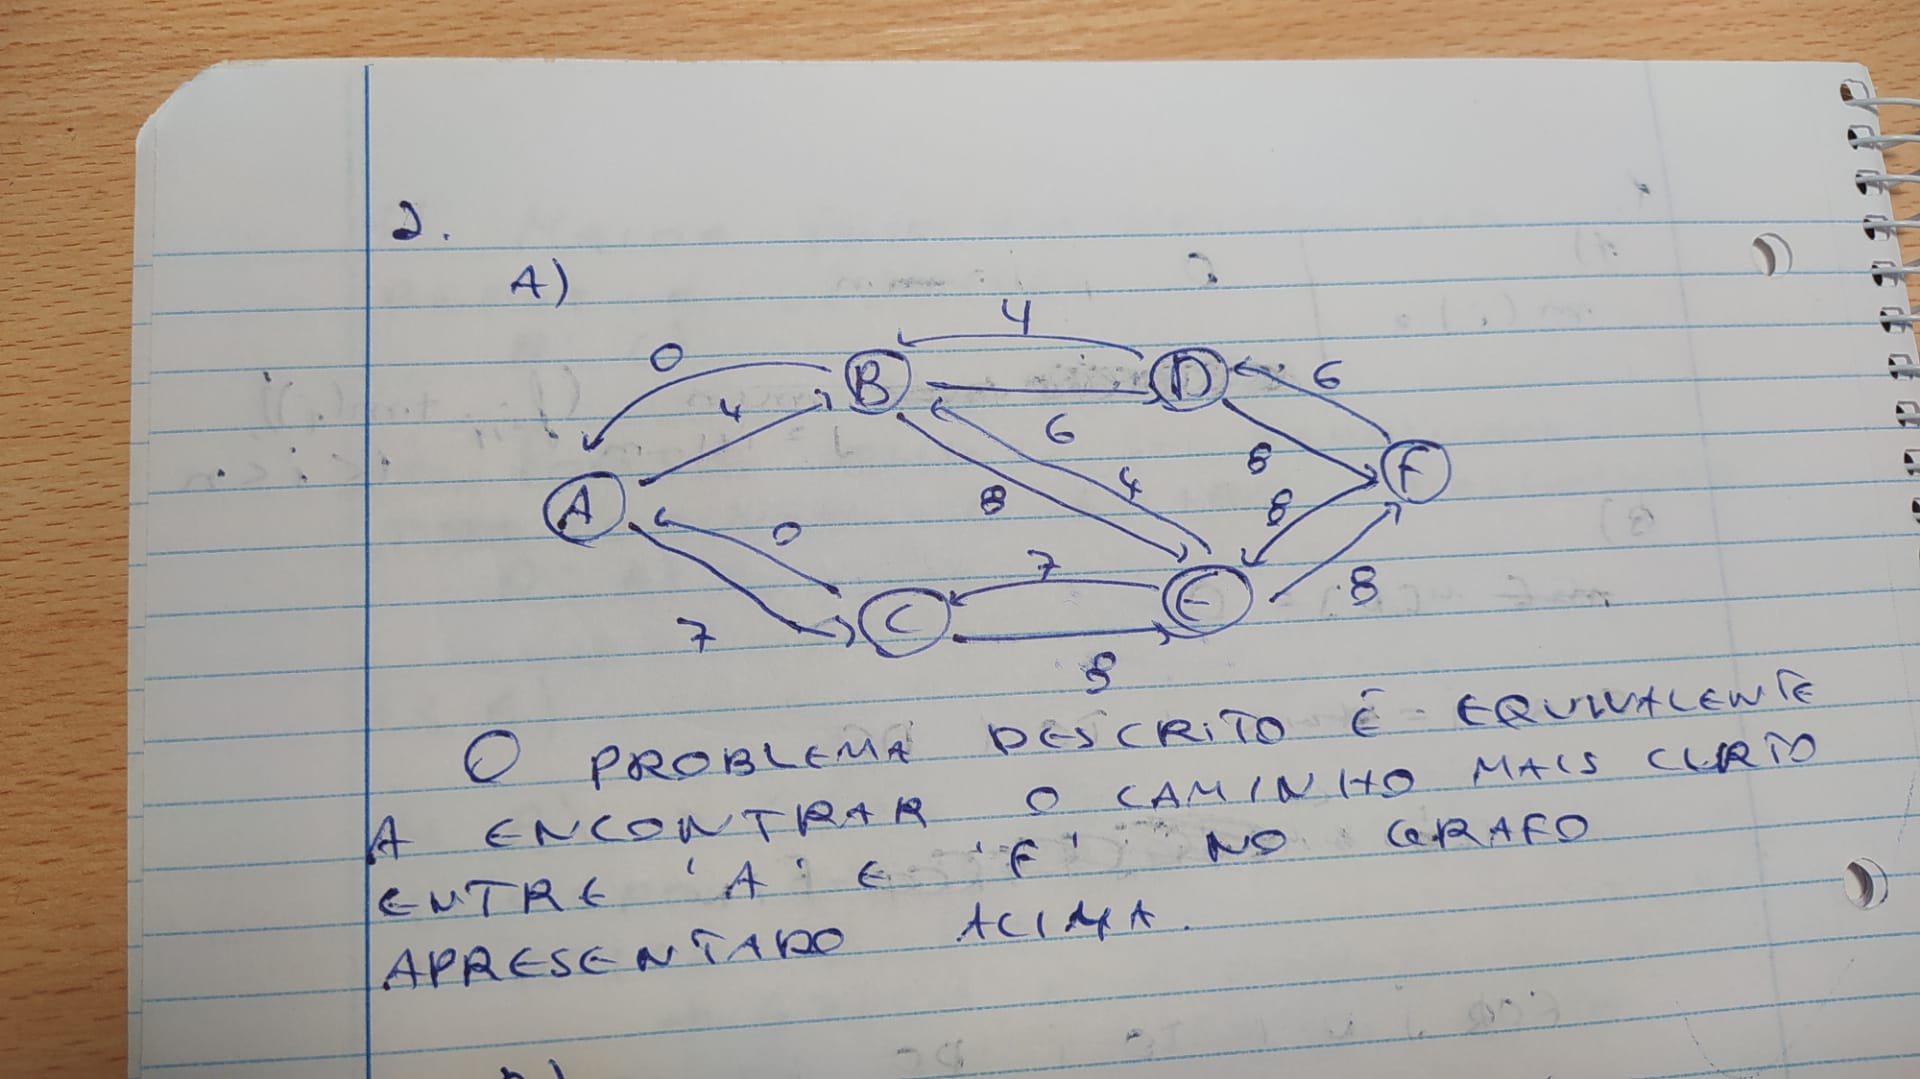 2.
A)
4
0
B
D
6
4
6
8
F
A
8
4
8
0
7
E
8
7
C
8
O PROBLEMA DESCRITO É EQUIVALENTE
A ENCONTRAR O CAMINHO MAIS CURTO
ENTRE 'A' E 'F' NO GRAFO
APRESENTADO ACIMA.